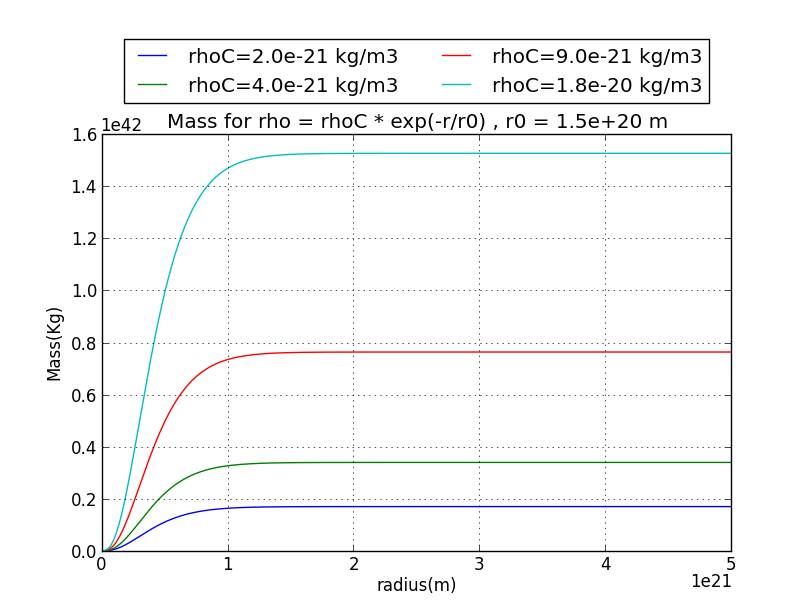 rhoC=2.0e-21 kg/m3 rhoC=9.0e-21 kg/m3
rhoC=4.0e-21 kg/m3 rhoC=1.8e-20 kg/m3
1e42 Mass for rho = rhoC * exp(-r/r0) , r0 = 1.5e+20 m
1.6
1.4
1.2
1.0
0.8
0.6
0.4
0.2
0.0
Mass(Kg)
0 1 2 3 4 5
radius(m) 1e21